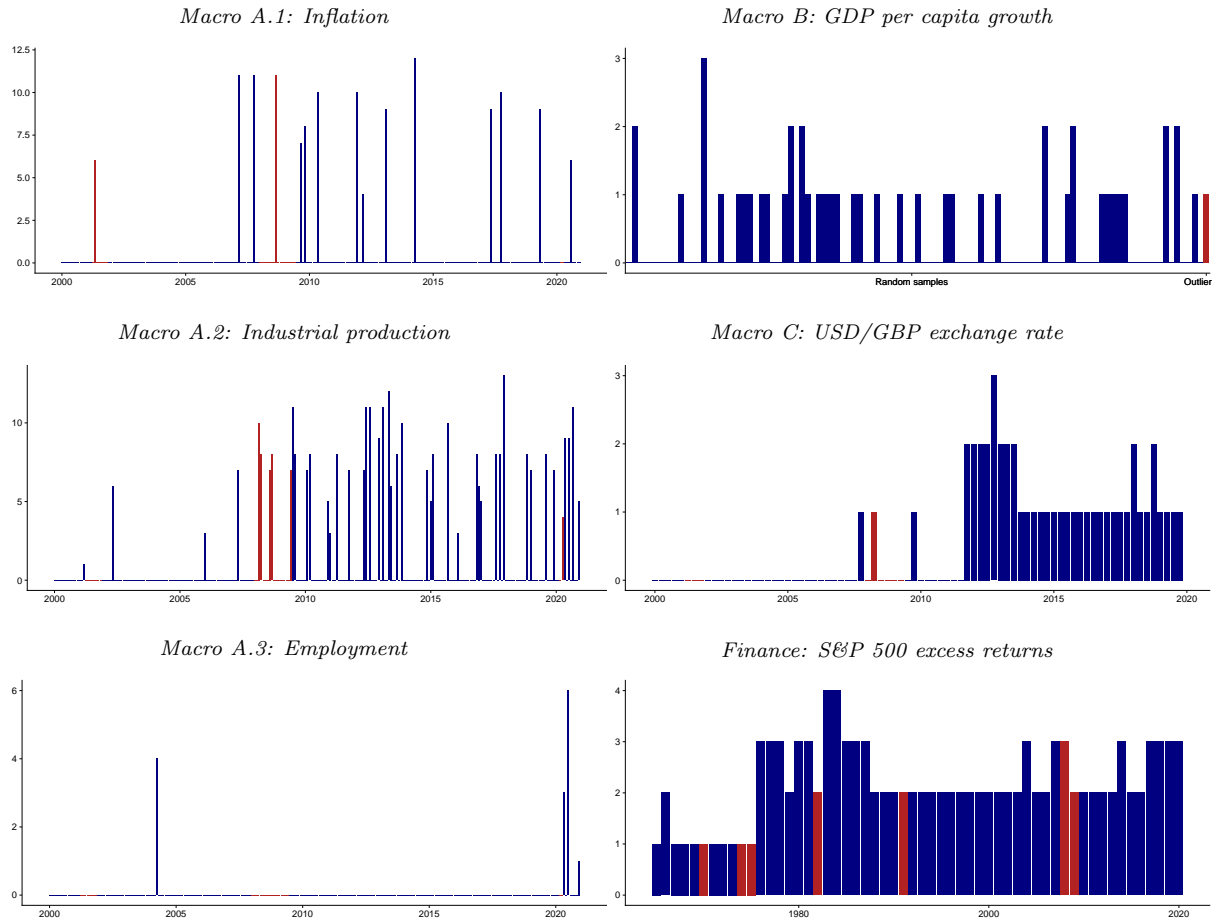 Macro A.1: Inflation
12.5
10.0
7.5
5.0
2.5
0.0
2000 2005 2010 2015 2020
Macro B: GDP per capita growth
3
2
1
0
Random samples Outlier
Macro A.2: Industrial production
10
5
0
2000 2005 2010 2015 2020
Macro C: USD/GBP exchange rate
3
2
1
0
2000 2005 2010 2015 2020
Macro A.3: Employment
6
4
2
0
2000 2005 2010 2015 2020
Finance: S&P 500 excess returns
4
3
2
1
0
1980 2000 2020